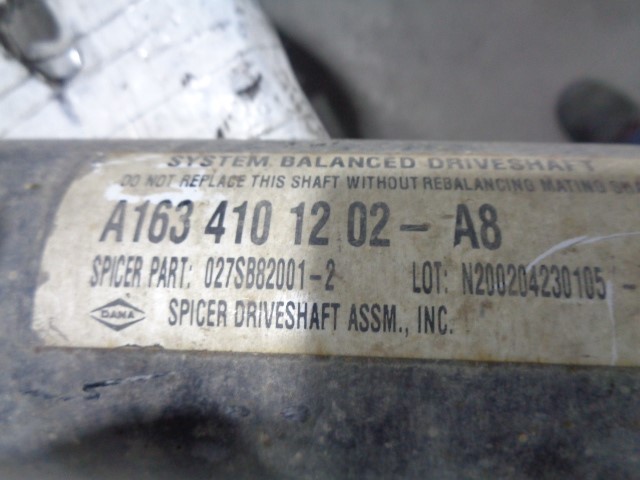 SYSTEM BALANCED DRIVESHAFT
DO NOT REPLACE THIS SHAFT WITHOUT REBALANCING MATING
A163 410 12 02- A8
SPICER PART: 027SB82001-2 LOT: N200204230105 -
DANA SPICER DRIVESHAFT ASSM., INC.